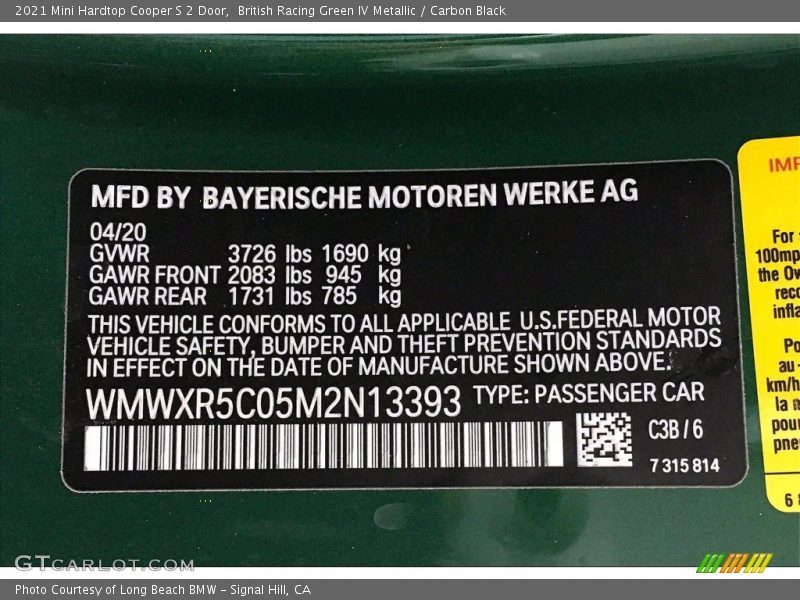 2021 Mini Hardtop Cooper S 2 Door,  British Racing Green IV Metallic / Carbon Black
MFD BY BAYERISCHE MOTOREN WERKE AG
04/20
GVWR 3726 lbs 1690 kg
GAWR FRONT 2083 lbs 945 kg
GAWR REAR 1731 lbs 785 kg
THIS VEHICLE CONFORMS TO ALL APPLICABLE U.S.FEDERAL MOTOR
VEHICLE SAFETY, BUMPER AND THEFT PREVENTION STANDARDS
IN EFFECT ON THE DATE OF MANUFACTURE SHOWN ABOVE.
WMWXR5C05M2N13393 TYPE: PASSENGER CAR
C3B / 6
7 315 814
For
100mp
the Ow
reco
infla
Po
au
km/h
la
pour
pne
6
GTCARLOT.COM
Photo Courtesy of Long Beach BMW - Signal Hill, CA